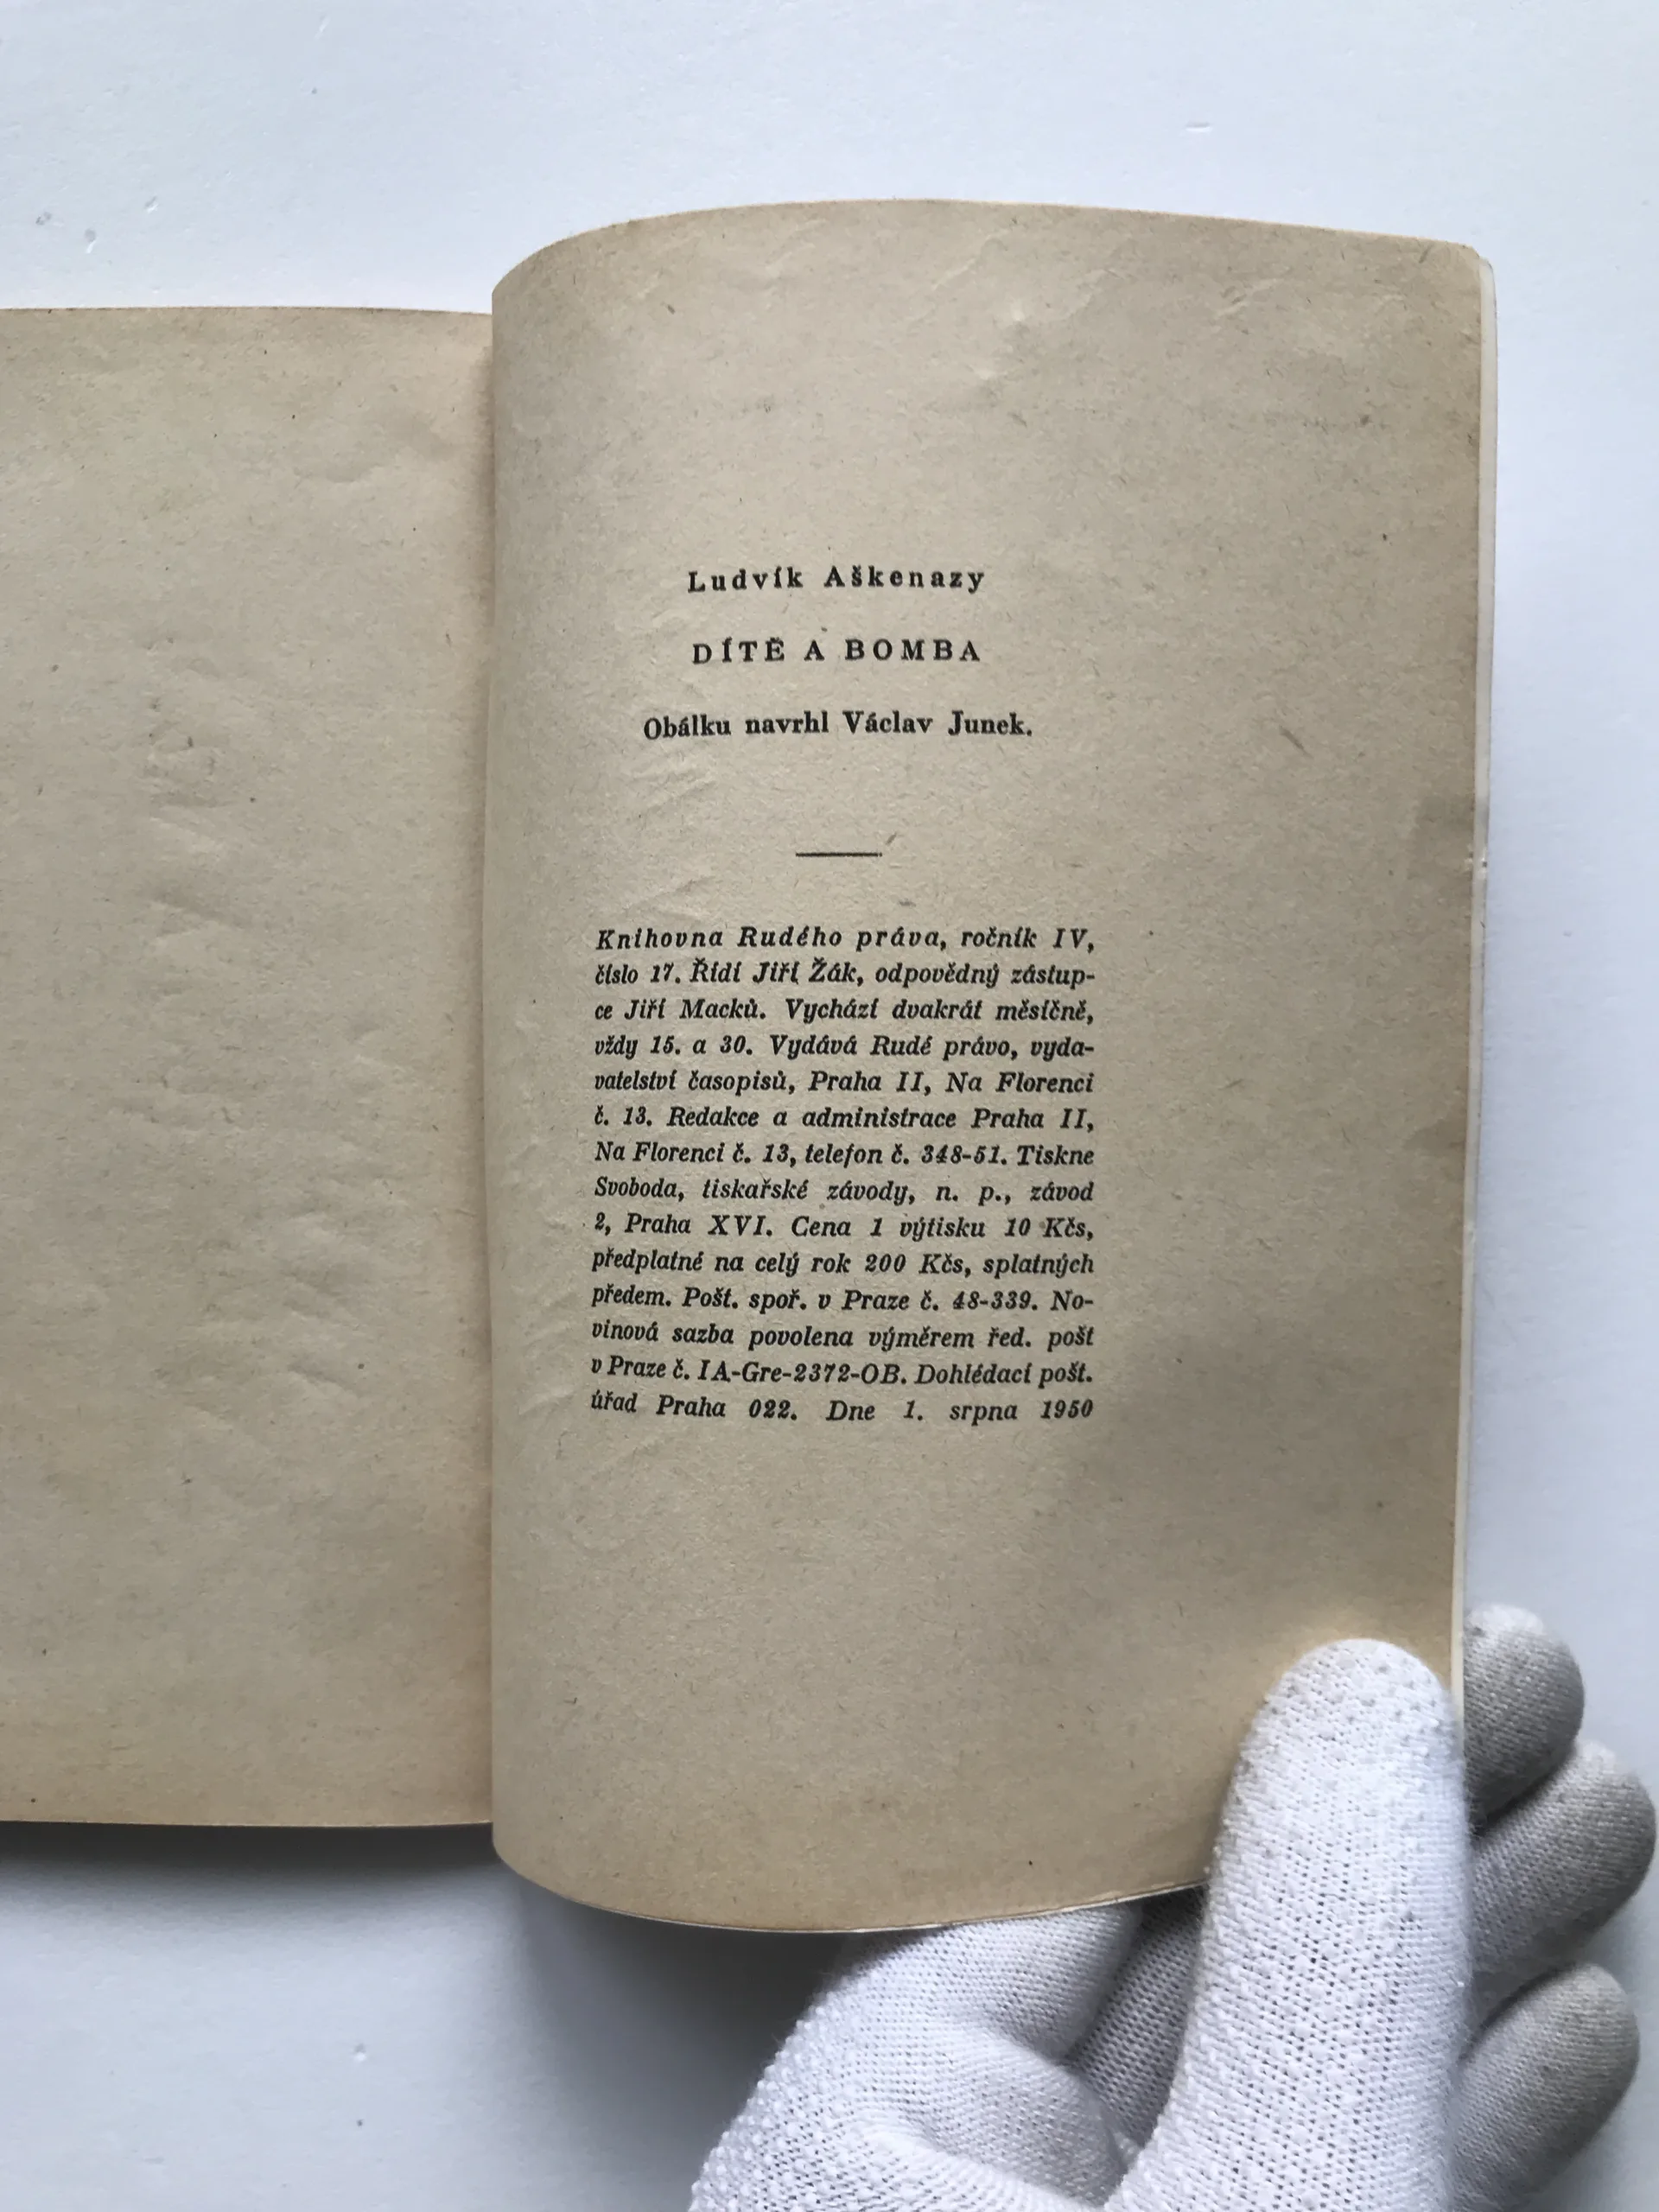 Ludvík Aškenazy
DÍTĚ A BOMBA
Obálku navrhl Václav Junek.
Knihovna Rudého práva, ročník IV,
číslo 17. Řídí Jiří Žák, odpovědný zástup-
ce Jiří Macků. Vychází dvakrát měsíčně,
vždy 15. a 30. Vydává Rudé právo, vyda-
vatelství časopisů, Praha II, Na Florenci
č. 13. Redakce a administrace Praha II,
Na Florenci č. 13, telefon č. 348-51. Tiskne
Svoboda, tiskařské závody, n. p., závod
2, Praha XVI. Cena 1 výtisku 10 Kčs,
předplatné na celý rok 200 Kčs, splatných
předem. Pošt. spoř. v Praze č. 48-339. No-
vinová sazba povolena výměrem řed. pošt
v Praze č. IA-Gre-2372-OB. Dohlédací pošt.
úřad Praha 022. Dne 1. srpna 1950